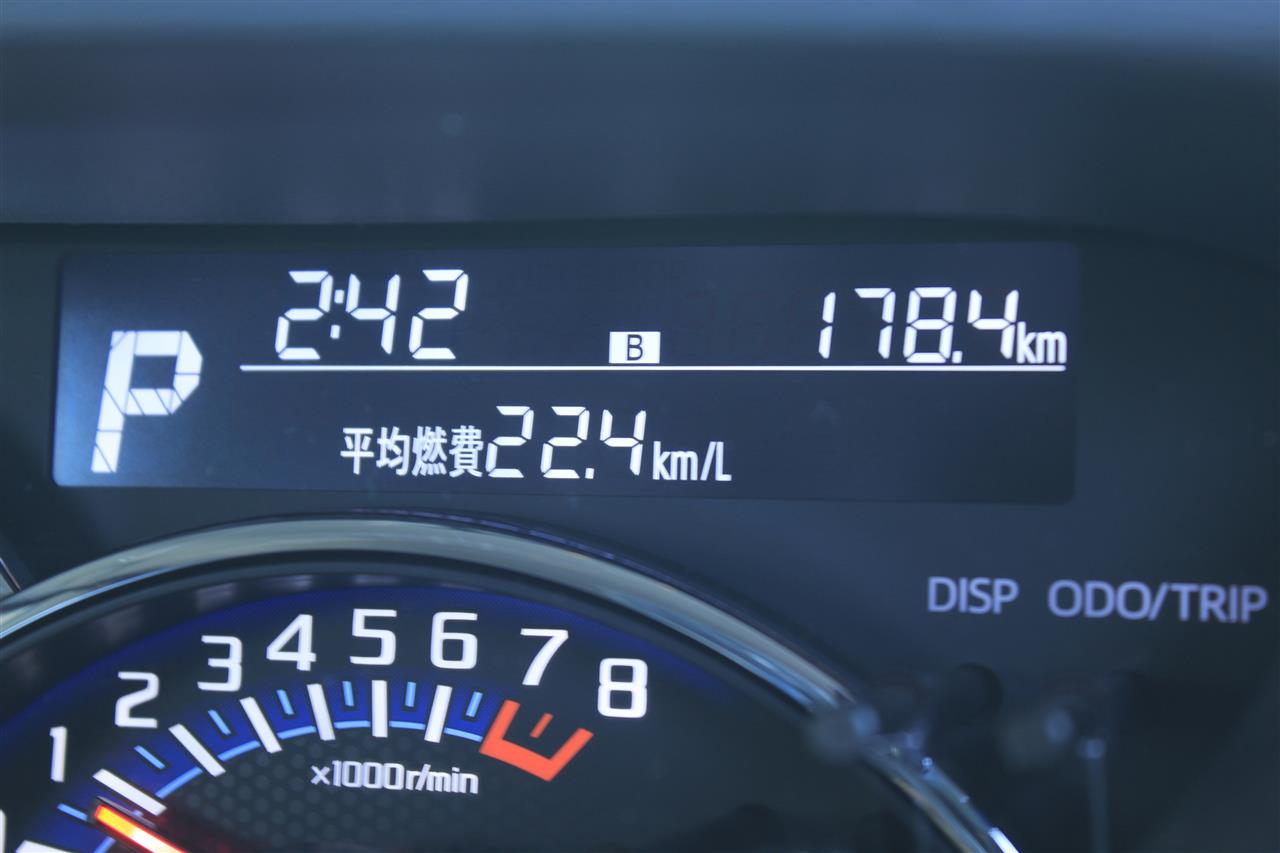 2:42 B 178.4km
P
平均燃費22.4km/L
DISP ODO/TRIP
1 2 3 4 5 6 7 8
x1000r/min